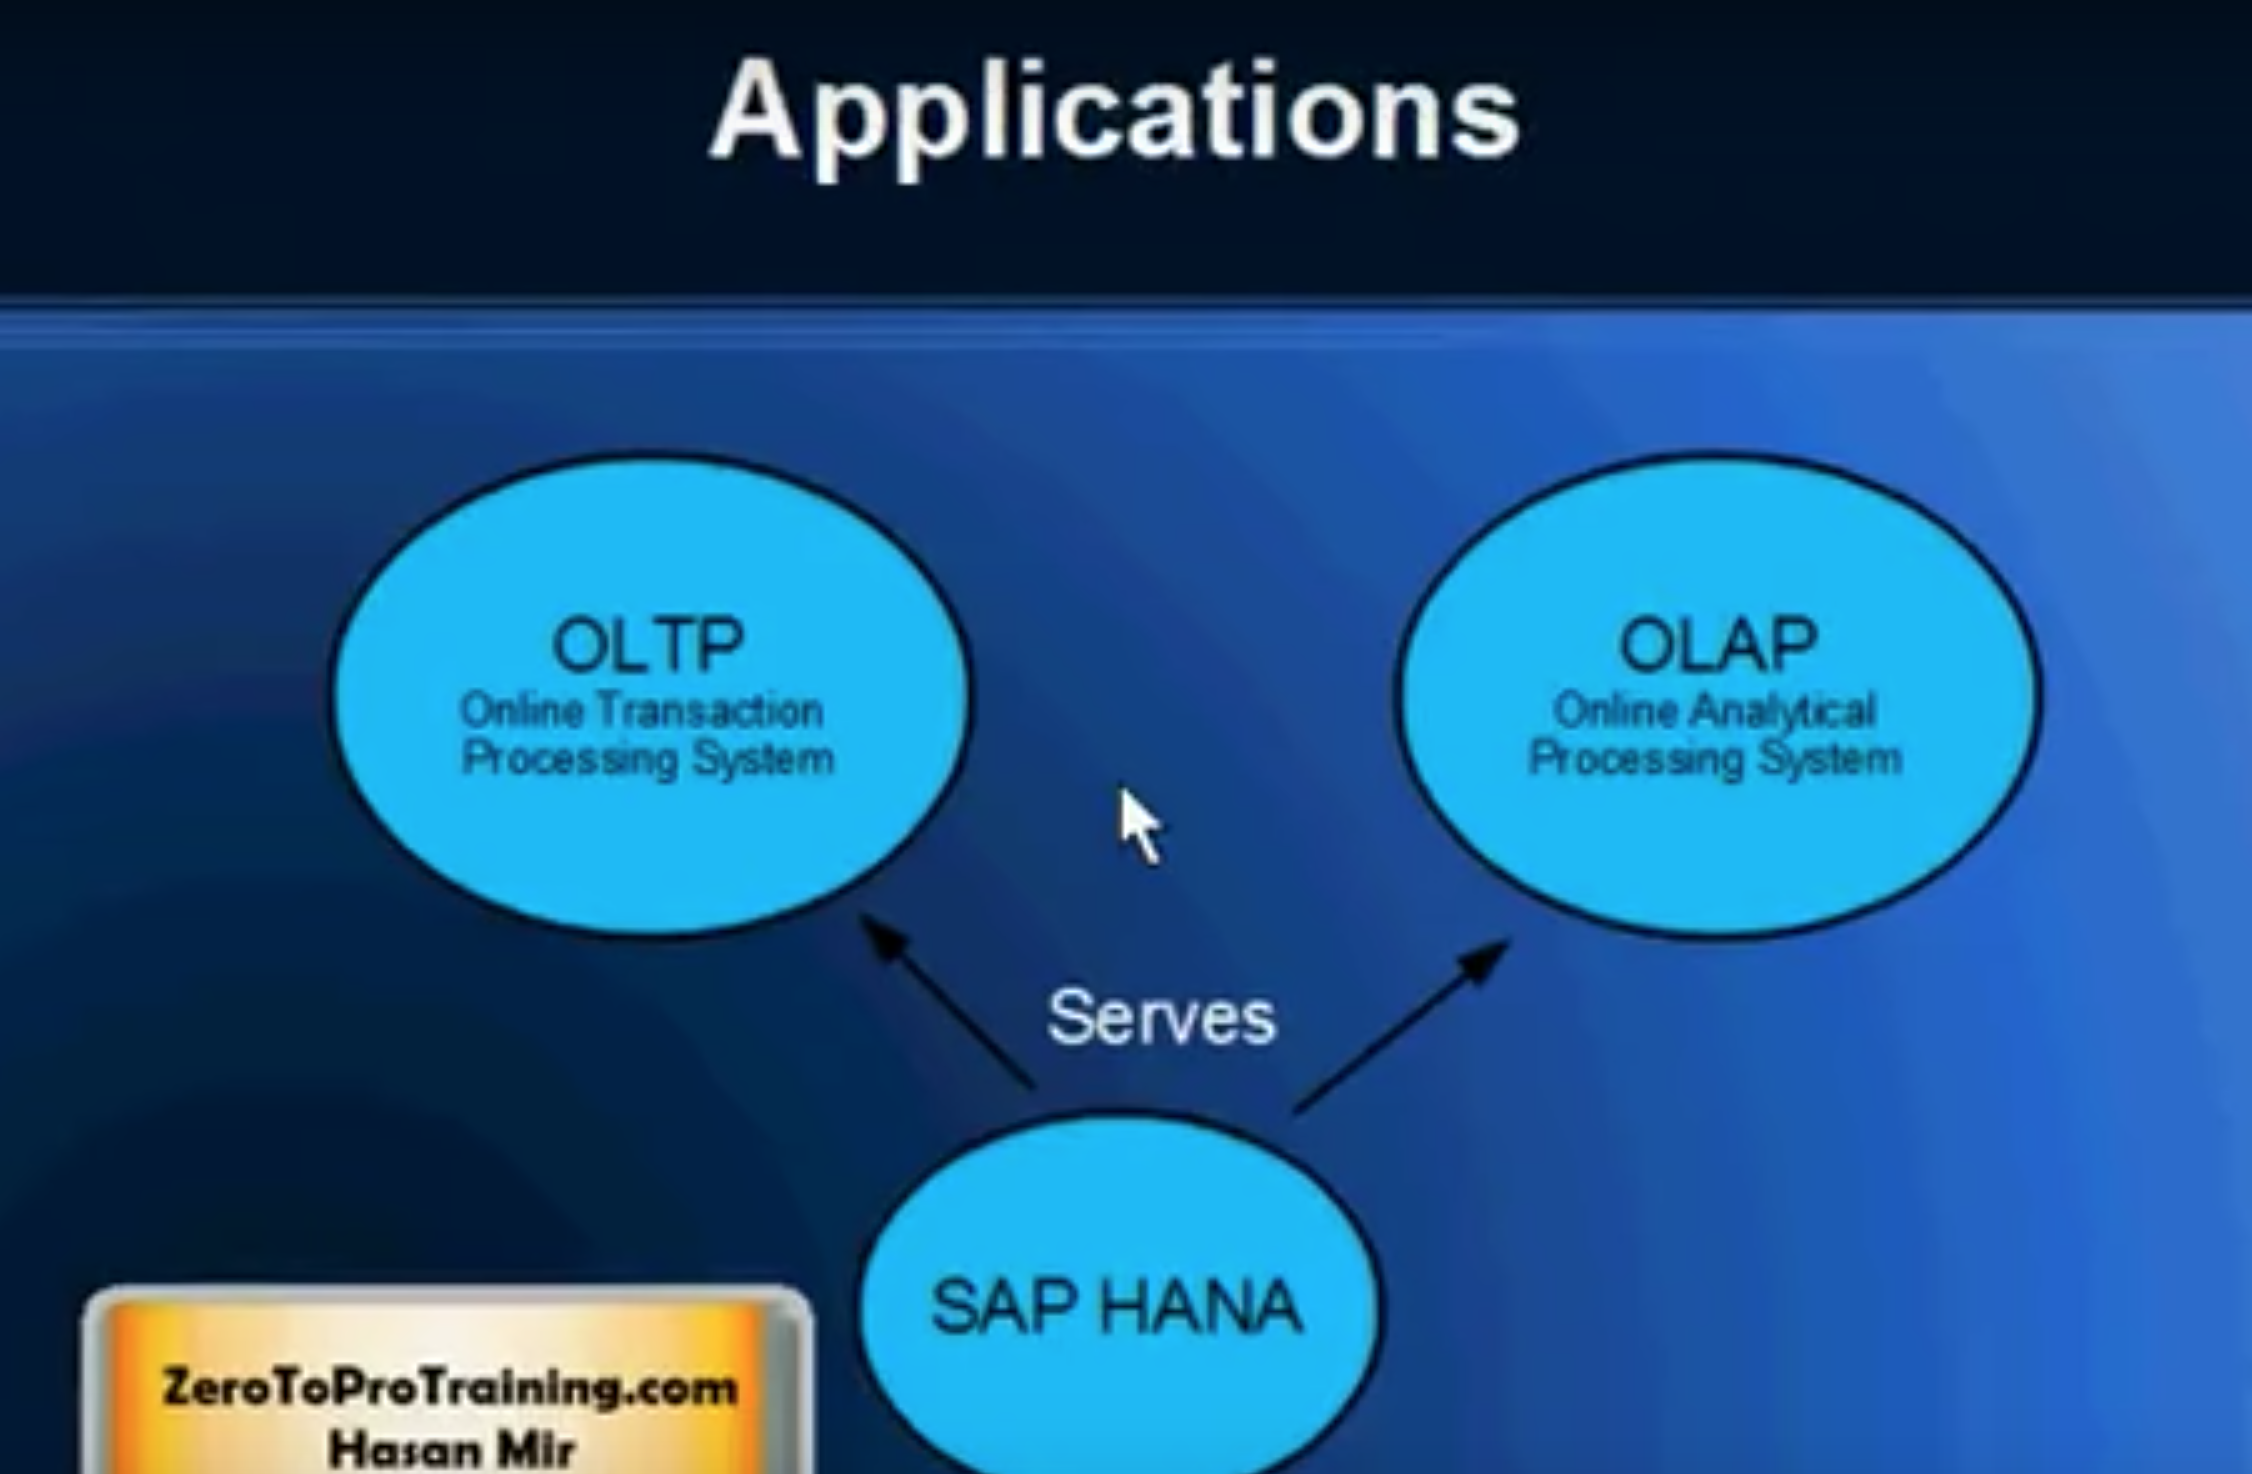 Applications
OLTP
Online Transaction
Processing System
OLAP
Online Analytical
Processing System
Serves
SAP HANA
ZeroToProTraining.com
Hasan Mir